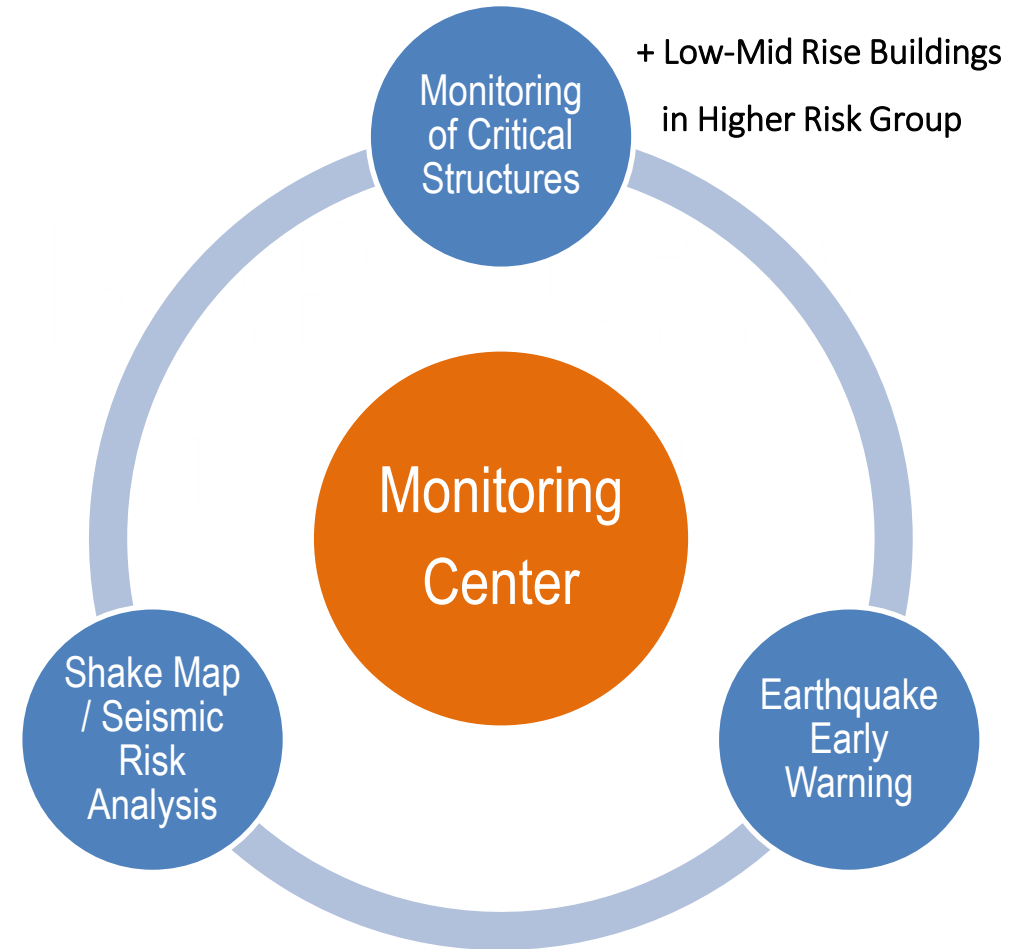 Monitoring
of Critical
Structures
+ Low-Mid Rise Buildings
in Higher Risk Group
Monitoring
Center
Shake Map
/ Seismic
Risk
Analysis
Earthquake
Early
Warning